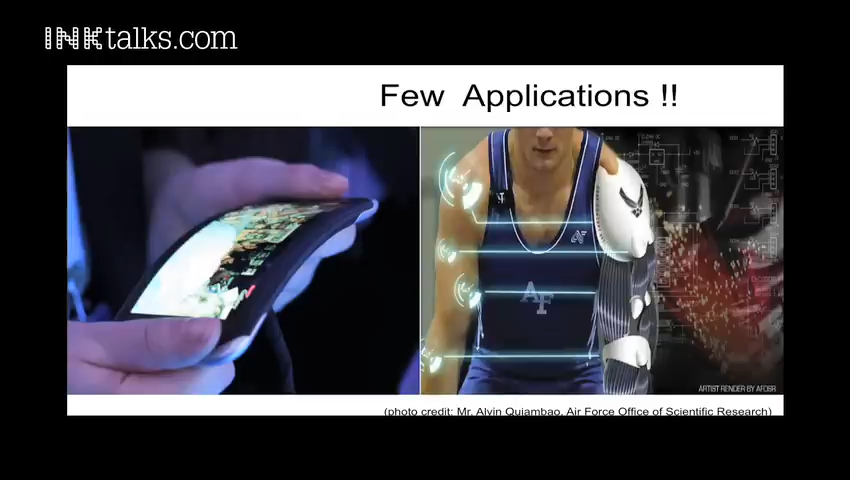 INKtalks.com
Few Applications !!
AF
ARTIST RENDER BY AFOSR
(photo credit: Mr. Alvin Quiambao, Air Force Office of Scientific Research)